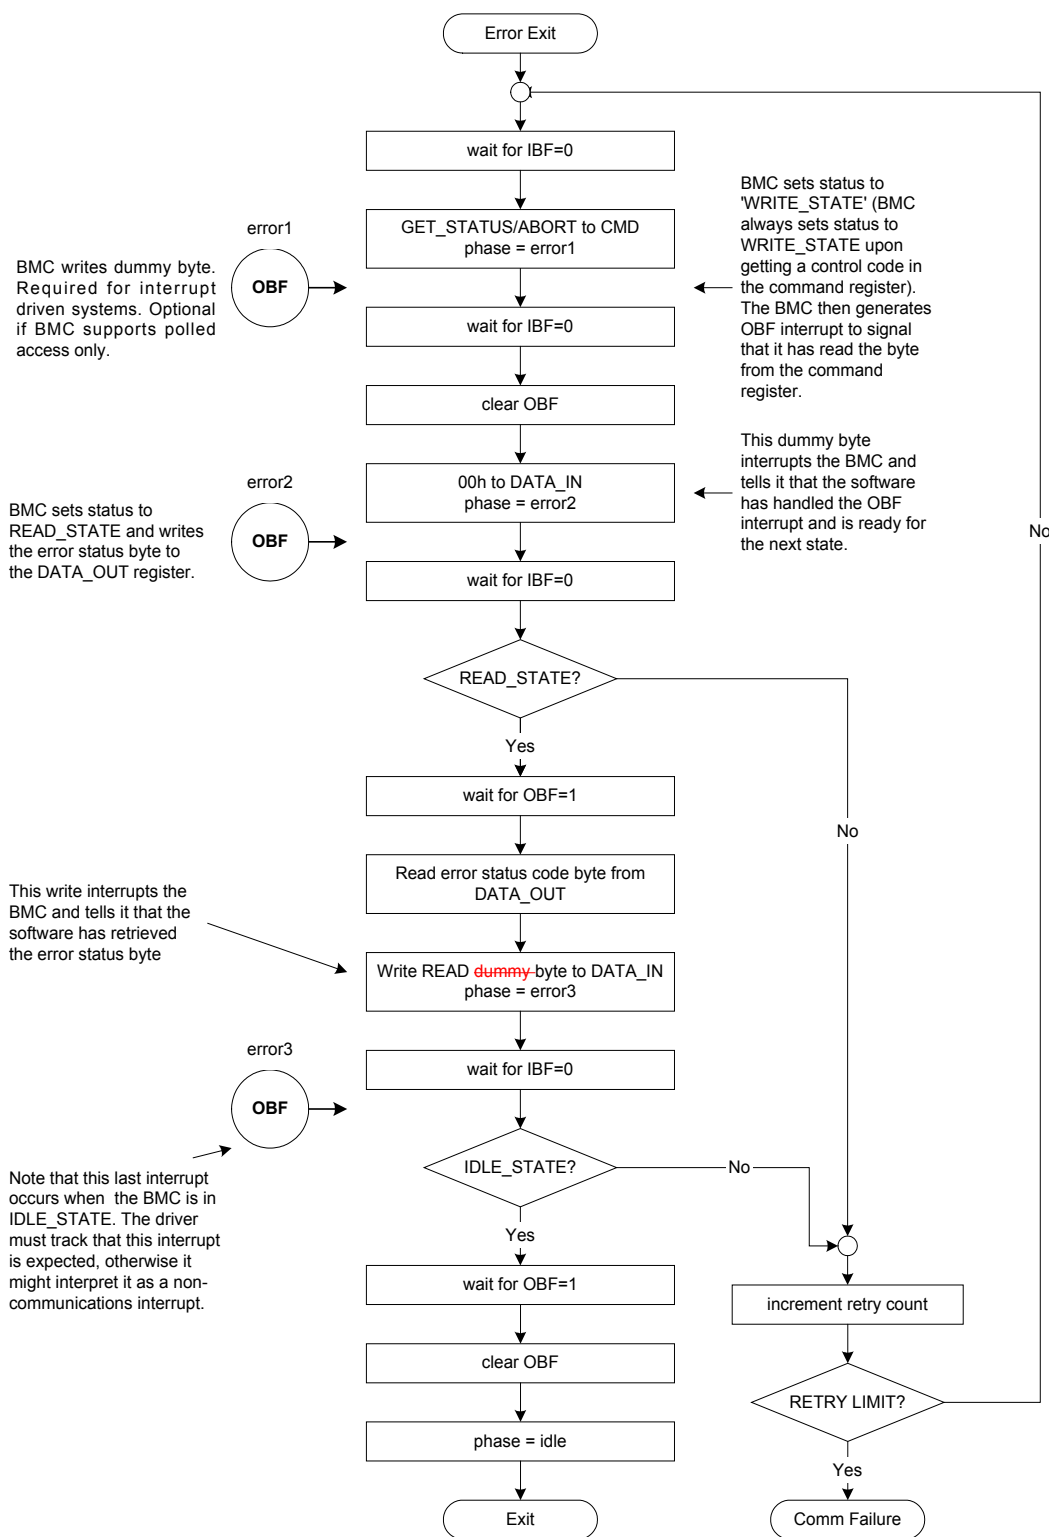 Error Exit
wait for IBF=0
GET_STATUS/ABORT to CMD
phase = error1
error1
OBF
BMC writes dummy byte.
Required for interrupt
driven systems. Optional
if BMC supports polled
access only.
BMC sets status to
'WRITE_STATE' (BMC
always sets status to
WRITE_STATE upon
getting a control code in
the command register).
The BMC then generates
OBF interrupt to signal
that it has read the byte
from the command
register.
wait for IBF=0
clear OBF
00h to DATA_IN
phase = error2
This dummy byte
interrupts the BMC and
tells it that the software
has handled the OBF
interrupt and is ready for
the next state.
error2
OBF
BMC sets status to
READ_STATE and writes
the error status byte to
the DATA_OUT register.
No
wait for IBF=0
READ_STATE?
Yes
No
wait for OBF=1
Read error status code byte from
DATA_OUT
This write interrupts the
BMC and tells it that the
software has retrieved
the error status byte
Write READ dummy byte to DATA_IN
phase = error3
error3
OBF
wait for IBF=0
IDLE_STATE?
No
Yes
Note that this last interrupt
occurs when the BMC is in
IDLE_STATE. The driver
must track that this interrupt
is expected, otherwise it
might interpret it as a non-
communications interrupt.
wait for OBF=1
increment retry count
clear OBF
RETRY LIMIT?
phase = idle
Yes
Exit
Comm Failure